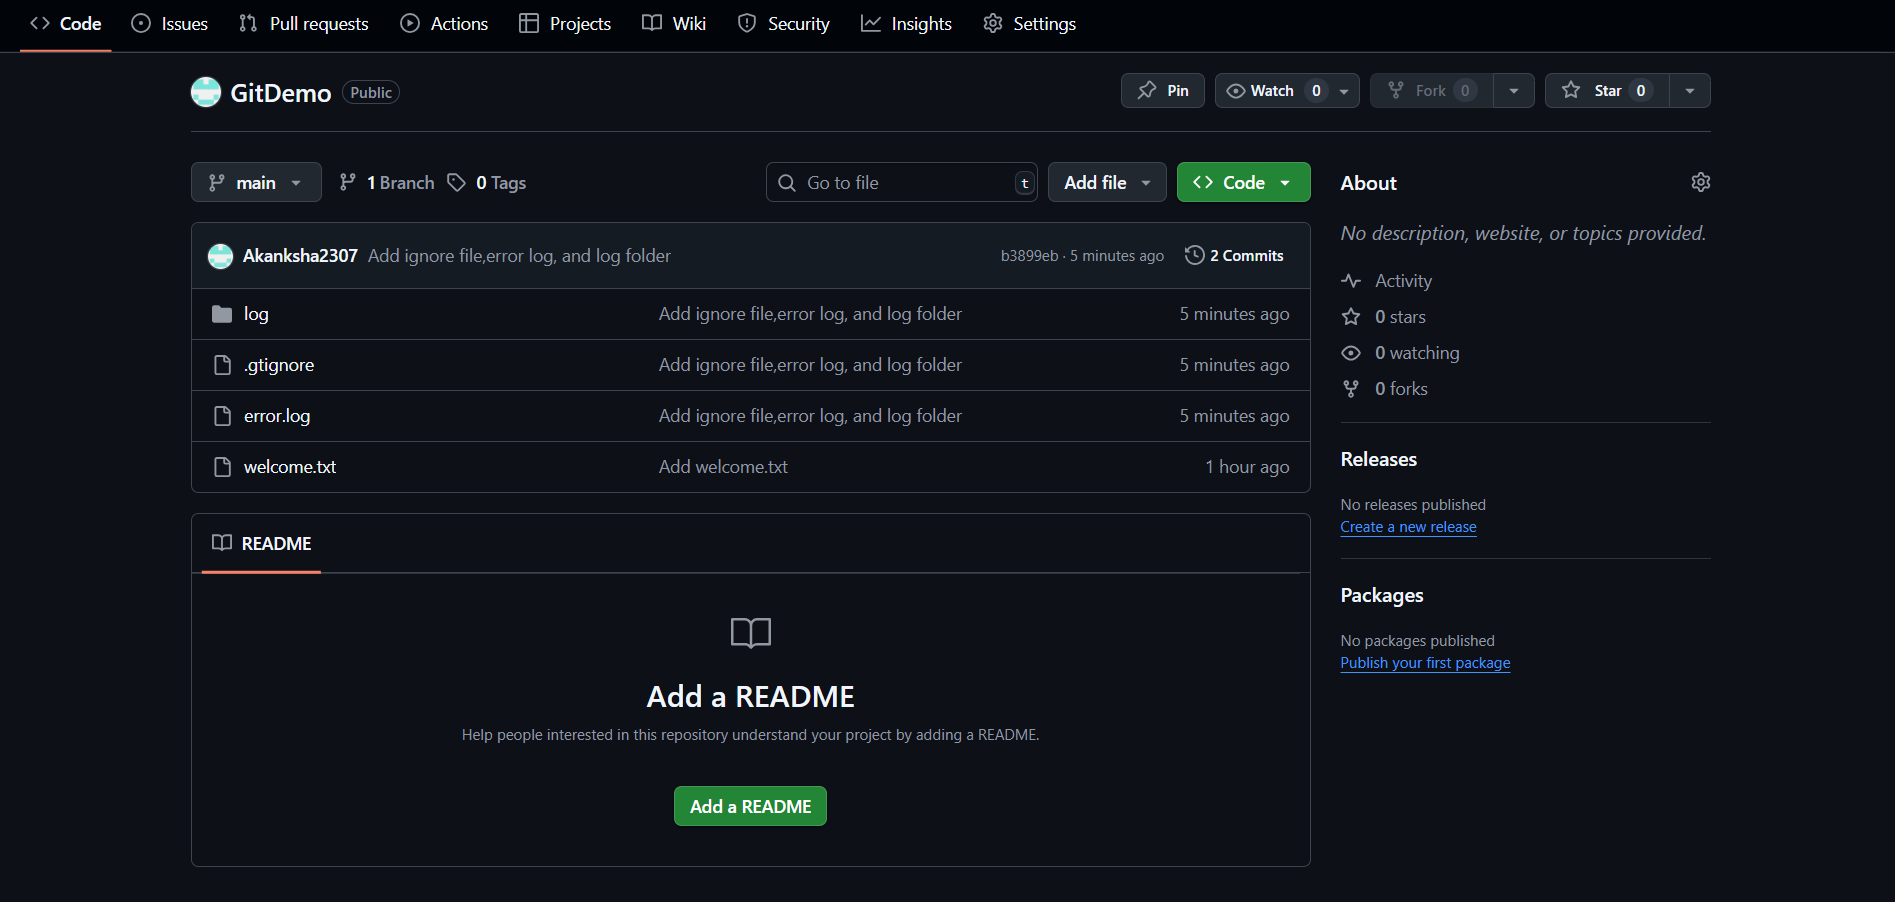 Code Issues Pull requests Actions Projects Wiki Security Insights Settings
GitDemo Public Pin Watch 0 Fork 0 Star 0
main 1 Branch 0 Tags Go to file t Add file Code
Akanksha2307 Add ignore file,error log, and log folder b3899eb · 5 minutes ago 2 Commits
log Add ignore file,error log, and log folder 5 minutes ago
.gtignore Add ignore file,error log, and log folder 5 minutes ago
error.log Add ignore file,error log, and log folder 5 minutes ago
welcome.txt Add welcome.txt 1 hour ago
README
Add a README
Help people interested in this repository understand your project by adding a README.
Add a README
About
No description, website, or topics provided.
Activity
0 stars
0 watching
0 forks
Releases
No releases published
Create a new release
Packages
No packages published
Publish your first package